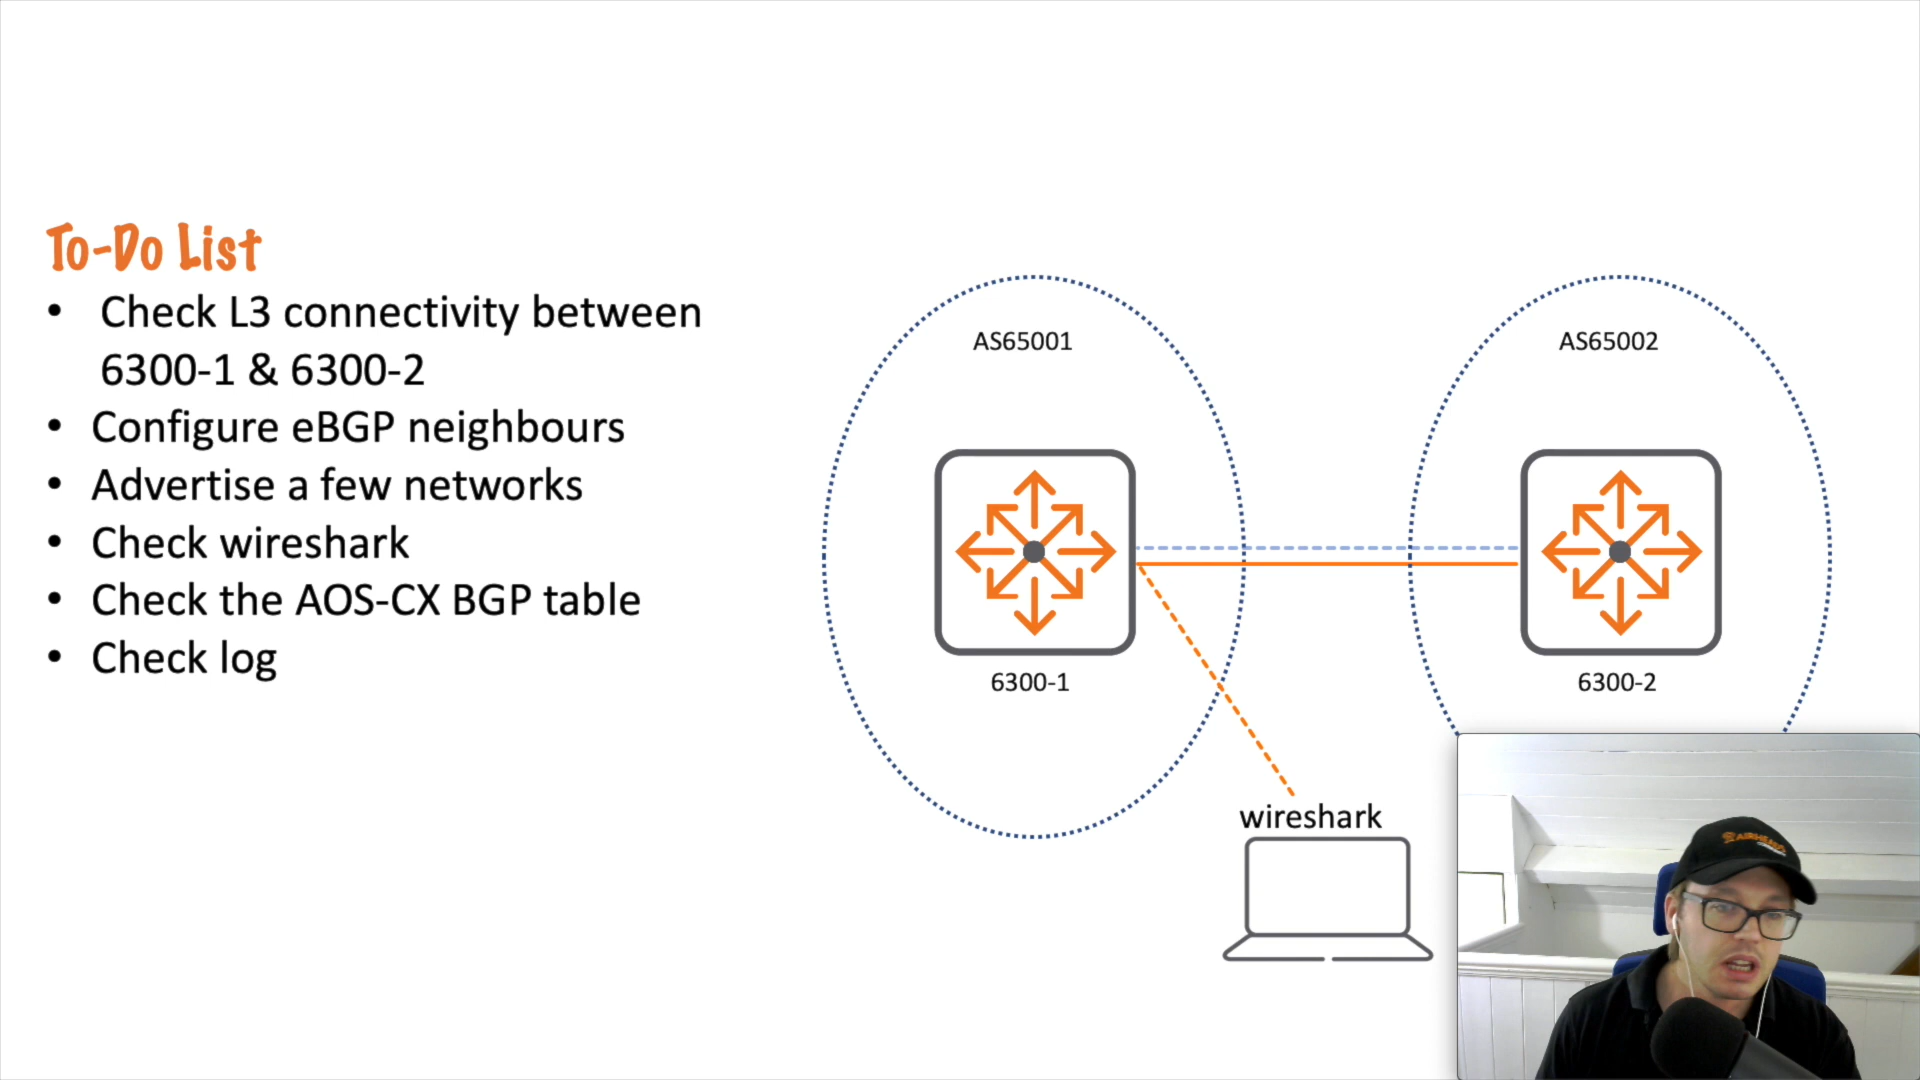 To-Do List
• Check L3 connectivity between
6300-1 & 6300-2
• Configure eBGP neighbours
• Advertise a few networks
• Check wireshark
• Check the AOS-CX BGP table
• Check log
AS65001
AS65002
6300-1
6300-2
wireshark